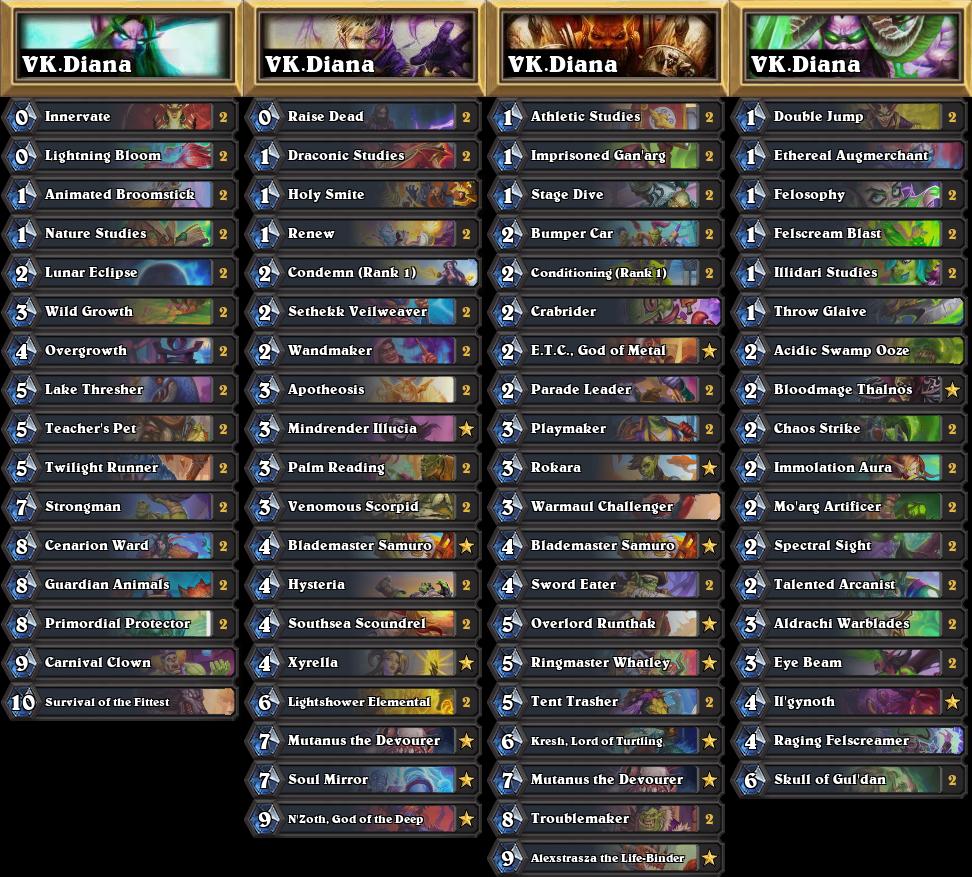 VK.Diana
0 Innervate 2
0 Lightning Bloom 2
1 Animated Broomstick 2
1 Nature Studies 2
2 Lunar Eclipse 2
3 Wild Growth 2
4 Overgrowth 2
5 Lake Thresher 2
5 Teacher's Pet 2
5 Twilight Runner 2
7 Strongman 2
8 Cenarion Ward 2
8 Guardian Animals 2
8 Primordial Protector 2
9 Carnival Clown
10 Survival of the Fittest
VK.Diana
0 Raise Dead 2
1 Draconic Studies 2
1 Holy Smite
1 Renew 2
2 Condemn (Rank 1)
2 Sethekk Veilweaver 2
2 Wandmaker 2
3 Apotheosis 2
3 Mindrender Illucia ★
3 Palm Reading 2
3 Venomous Scorpid 2
4 Blademaster Samuro ★
4 Hysteria 2
4 Southsea Scoundrel 2
4 Xyrella ★
6 Lightshower Elemental 2
7 Mutanus the Devourer ★
7 Soul Mirror ★
9 N'Zoth, God of the Deep ★
VK.Diana
1 Athletic Studies 2
1 Imprisoned Gan'arg 2
1 Stage Dive 2
2 Bumper Car 2
2 Conditioning (Rank 1) 2
2 Crabrider
2 E.T.C., God of Metal ★
2 Parade Leader 2
3 Playmaker 2
3 Rokara ★
3 Warmaul Challenger
4 Blademaster Samuro ★
4 Sword Eater 2
5 Overlord Runthak ★
5 Ringmaster Whatley ★
5 Tent Trasher 2
6 Kresh, Lord of Turtling ★
7 Mutanus the Devourer ★
8 Troublemaker 2
9 Alexstrasza the Life-Binder ★
VK.Diana
1 Double Jump 2
1 Ethereal Augmerchant
1 Felosophy 2
1 Felscream Blast 2
1 Illidari Studies 2
1 Throw Glaive
2 Acidic Swamp Ooze
2 Bloodmage Thalnos ★
2 Chaos Strike 2
2 Immolation Aura 2
2 Mo'arg Artificer 2
2 Spectral Sight 2
2 Talented Arcanist 2
3 Aldrachi Warblades 2
3 Eye Beam 2
4 Il'gynoth ★
4 Raging Felscreamer
6 Skull of Gul'dan 2